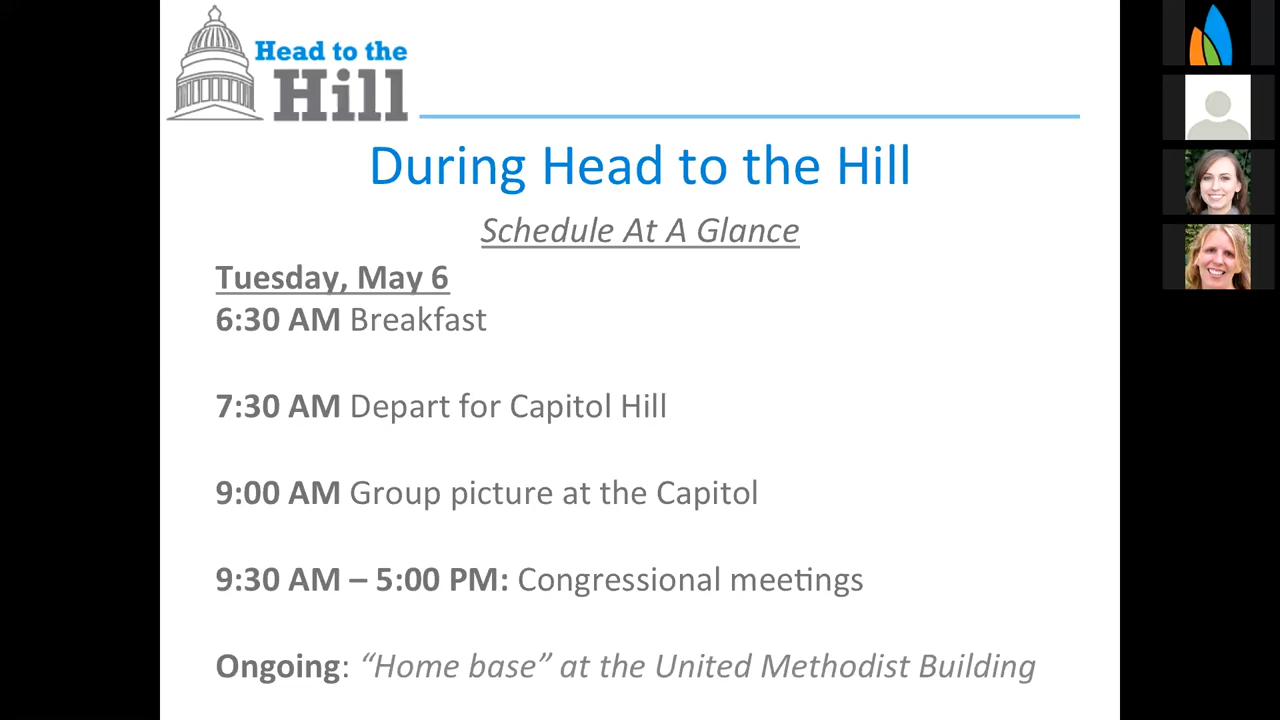 Head to the
Hill
During Head to the Hill
Schedule At A Glance
Tuesday, May 6
6:30 AM Breakfast
7:30 AM Depart for Capitol Hill
9:00 AM Group picture at the Capitol
9:30 AM – 5:00 PM: Congressional meetings
Ongoing: “Home base” at the United Methodist Building